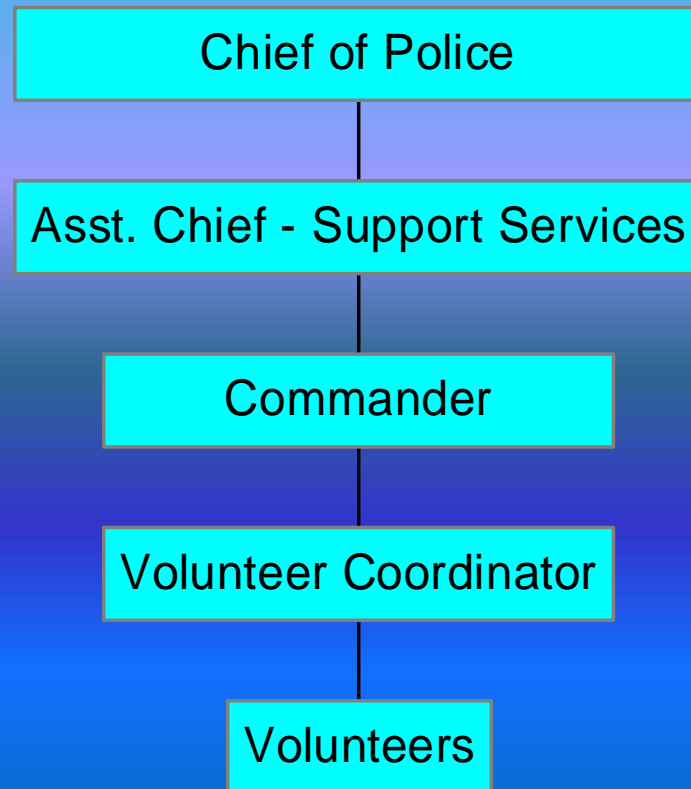 Chief of Police
Asst. Chief - Support Services
Commander
Volunteer Coordinator
Volunteers